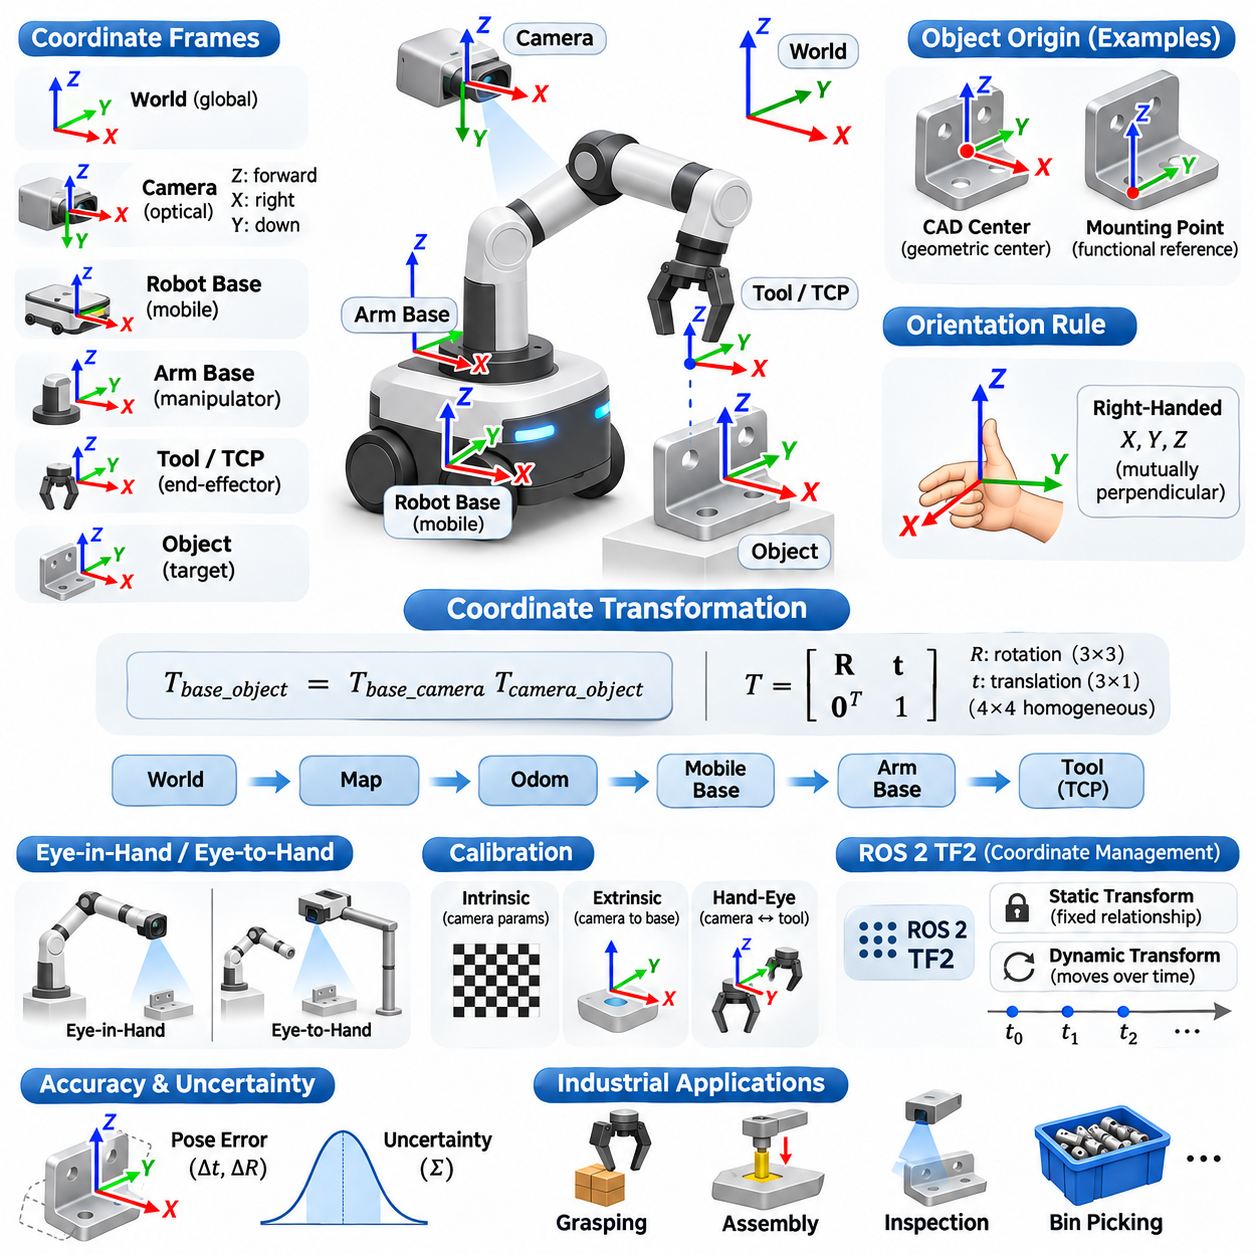 Coordinate Frames
Z
Y
X
World (global)
Z
X
Y
Camera
(optical)
Z: forward
X: right
Y: down
Z
X
Robot Base
(mobile)
Z
Y
X
Arm Base
(manipulator)
Z
Y
X
Tool / TCP
(end-effector)
Z
Y
X
Object
(target)
Z
Camera
X
Y
Z
World
Y
X
Z
Arm Base
X
Tool / TCP
Z
Y
X
Z
Y
X
Robot Base
(mobile)
Z
Y
X
Object
Object Origin (Examples)
Z
Y
X
CAD Center
(geometric center)
Z
Y
Mounting Point
(functional reference)
Orientation Rule
Z
Y
X
Right-Handed
X, Y, Z
(mutually
perpendicular)
Coordinate Transformation
T_base_object = T_base_camera T_camera_object
T = [ R t
0^T 1 ]
R: rotation (3×3)
t: translation (3×1)
(4×4 homogeneous)
World
Map
Odom
Mobile
Base
Arm
Base
Tool
(TCP)
Eye-in-Hand / Eye-to-Hand
Eye-in-Hand
Eye-to-Hand
Calibration
Intrinsic
(camera params)
Extrinsic
(camera to base)
Y
X
Hand-Eye
(camera ↔ tool)
Z
X
Y
ROS 2 TF2 (Coordinate Management)
ROS 2
TF2
Static Transform
(fixed relationship)
Dynamic Transform
(moves over time)
t0
t1
t2
...
Accuracy & Uncertainty
Z
Y
X
Pose Error
(Δt, ΔR)
Uncertainty
(Σ)
Industrial Applications
Grasping
Assembly
Inspection
Bin Picking
...